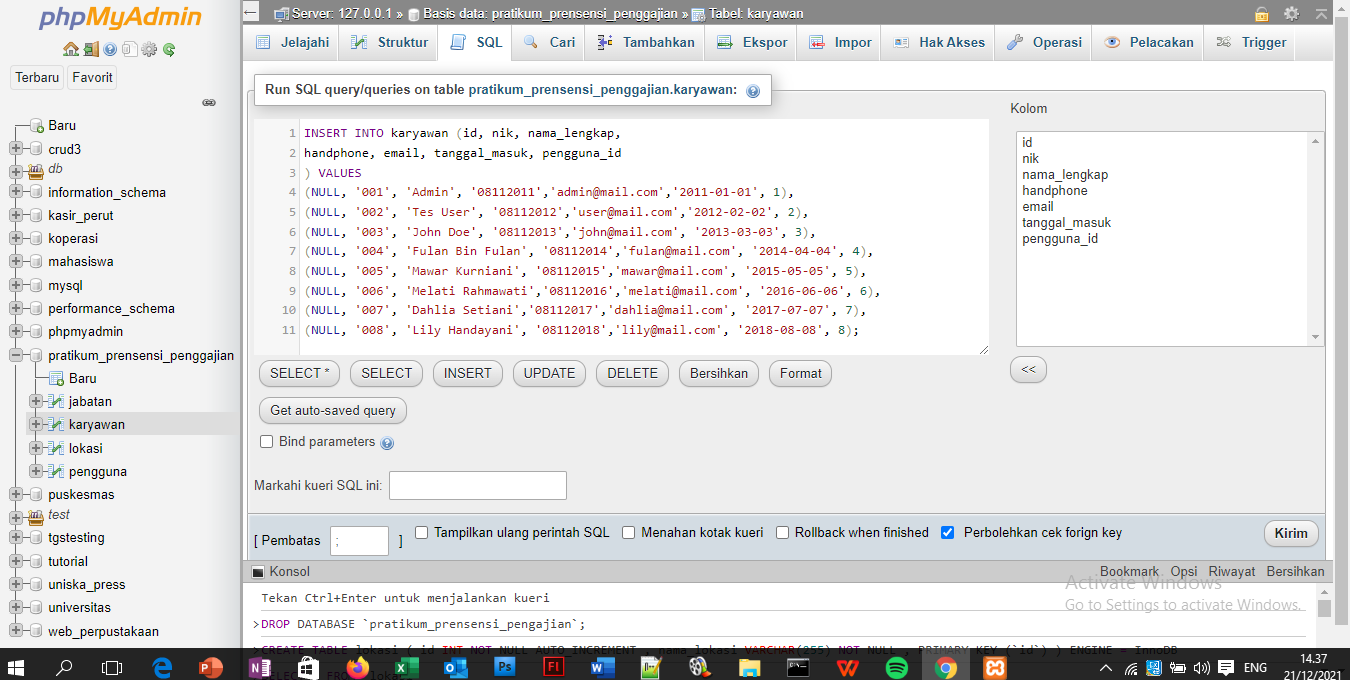 phpMyAdmin
Terbaru Favorit
Baru
crud3
db
information_schema
kasir_perut
koperasi
mahasiswa
mysql
performance_schema
phpmyadmin
pratikum_prensensi_penggajian
Baru
jabatan
karyawan
lokasi
pengguna
puskesmas
test
tgstesting
tutorial
uniska_press
universitas
web_perpustakaan
Server: 127.0.0.1 » Basis data: pratikum_prensensi_penggajian » Tabel: karyawan
Jelajahi Struktur SQL Cari Tambahkan Ekspor Impor Hak Akses Operasi Pelacakan Trigger
Run SQL query/queries on table pratikum_prensensi_penggajian.karyawan:
1 INSERT INTO karyawan (id, nik, nama_lengkap,
2 handphone, email, tanggal_masuk, pengguna_id
3 ) VALUES
4 (NULL, '001', 'Admin', '08112011','admin@mail.com','2011-01-01', 1),
5 (NULL, '002', 'Tes User', '08112012','user@mail.com','2012-02-02', 2),
6 (NULL, '003', 'John Doe', '08112013','john@mail.com', '2013-03-03', 3),
7 (NULL, '004', 'Fulan Bin Fulan', '08112014','fulan@mail.com', '2014-04-04', 4),
8 (NULL, '005', 'Mawar Kurniani', '08112015','mawar@mail.com', '2015-05-05', 5),
9 (NULL, '006', 'Melati Rahmawati','08112016','melati@mail.com', '2016-06-06', 6),
10 (NULL, '007', 'Dahlia Setiani','08112017','dahlia@mail.com', '2017-07-07', 7),
11 (NULL, '008', 'Lily Handayani', '08112018','lily@mail.com', '2018-08-08', 8);
Kolom
id
nik
nama_lengkap
handphone
email
tanggal_masuk
pengguna_id
<<
SELECT * SELECT INSERT UPDATE DELETE Bersihkan Format
Get auto-saved query
Bind parameters
Markahi kueri SQL ini:
[ Pembatas ; ] Tampilkan ulang perintah SQL Menahan kotak kueri Rollback when finished Perbolehkan cek forign key Kirim
Konsol Bookmark Opsi Riwayat Bersihkan
Activate Windows
Go to Settings to activate Windows.
Tekan Ctrl+Enter untuk menjalankan kueri
>DROP DATABASE `pratikum_prensensi_pengajian`;
>CREATE TABLE lokasi ( id INT NOT NULL AUTO_INCREMENT , nama_lokasi VARCHAR(255) NOT NULL , PRIMARY KEY (`id`) ) ENGINE = InnoDB
ENG
14.37
21/12/2021